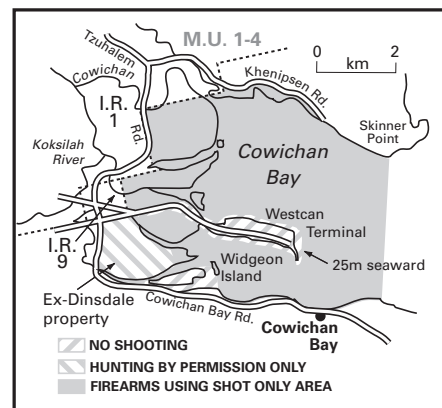 M.U. 1-4
0 2
km
Tzuhalem
Rd.
Cowichan
I.R.
1
Khenipsen Rd.
Skinner
Point
Koksilah
River
Cowichan
Bay
Westcan
Terminal
I.R.
9
25m seaward
Widgeon
Island
Ex-Dinsdale
property
Cowichan Bay Rd.
Cowichan
Bay
NO SHOOTING
HUNTING BY PERMISSION ONLY
FIREARMS USING SHOT ONLY AREA